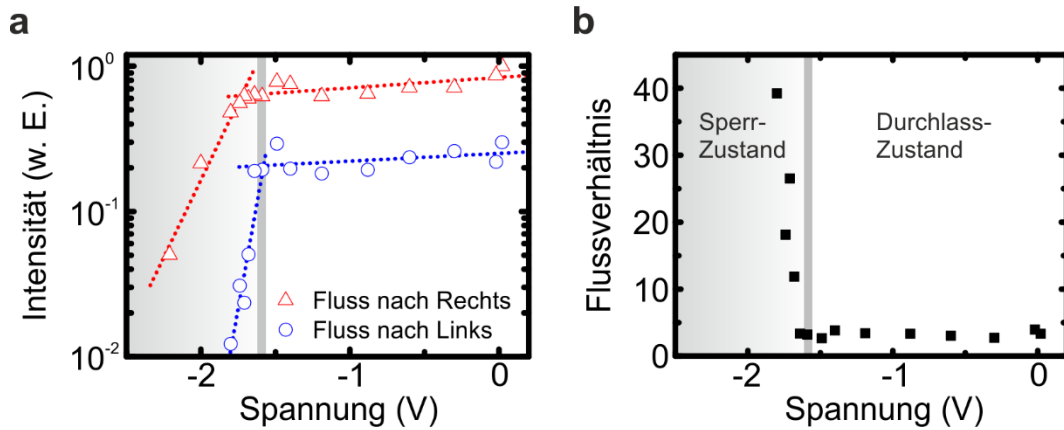 a
Intensität (w. E.)
10⁰
10⁻¹
10⁻²
-2
-1
0
Spannung (V)
Fluss nach Rechts
Fluss nach Links
b
Flussverhältnis
45
40
30
20
10
0
-2
-1
0
Spannung (V)
Sperr-
Zustand
Durchlass-
Zustand